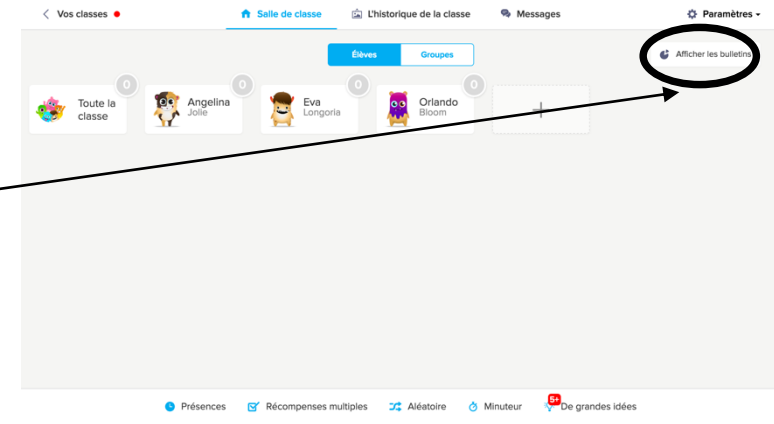 Vos classes
Salle de classe
L'historique de la classe
Messages
Paramètres
Élèves
Groupes
Afficher les bulletins
0
Toute la
classe
0
Angelina
Jolie
0
Eva
Longoria
0
Orlando
Bloom
Présences
Récompenses multiples
Aléatoire
Minuteur
5+
De grandes idées